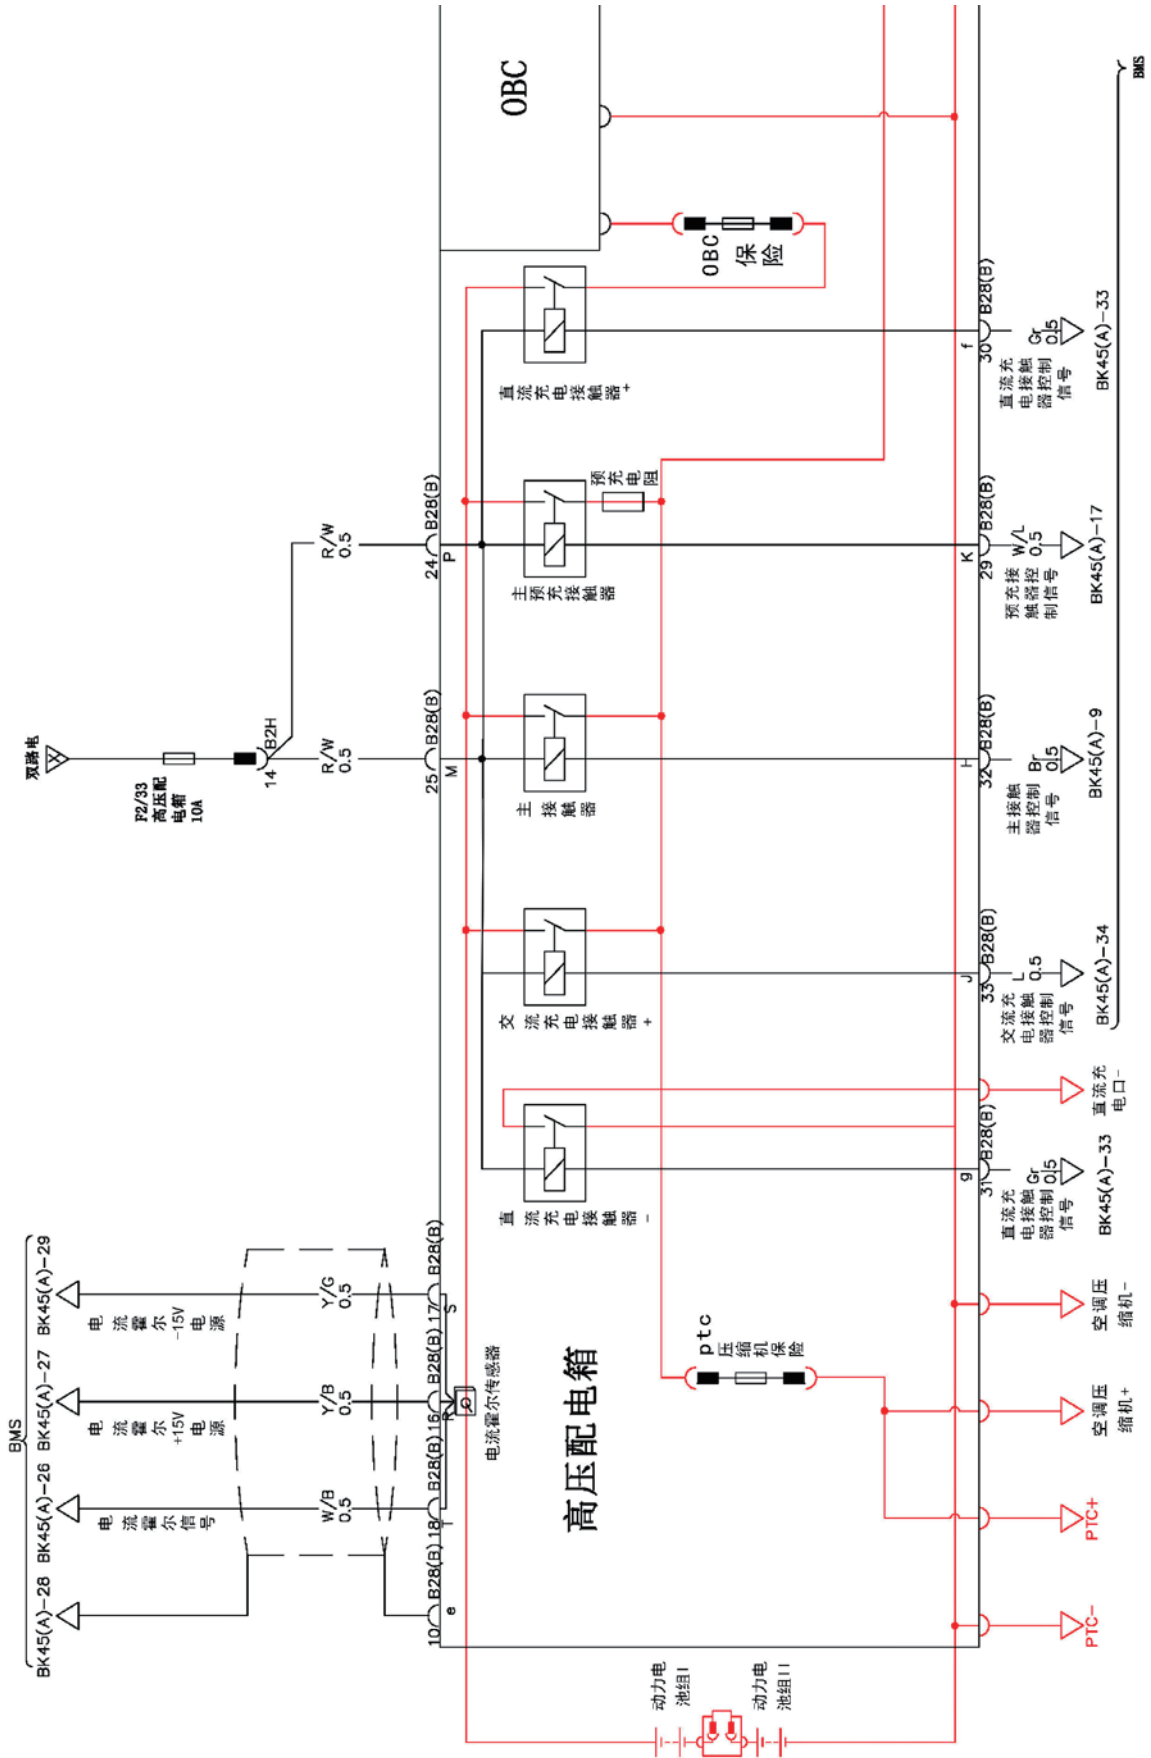 OBC
BMS
OBC
保险
B28(B)
f
30
Gr
0.5
直流充
电接触
器控制
信号
BK45(A)-33
直流充电接触器+
预充电阻
B28(B)
24
P
R/W
0.5
主预充接触器
B28(B)
K
29
W/L
0.5
预充接
触器控
制信号
BK45(A)-17
双路电
F2/33
高压配
电箱
10A
14
B2H
R/W
0.5
B28(B)
25
M
主接触器
B28(B)
H
32
Br
0.5
主接触
器控制
信号
BK45(A)-9
交流充电接触器+
B28(B)
J
33
L
0.5
交流充
电接触
器控制
信号
BK45(A)-34
直流充
电口-
直流充电接触器-
B28(B)
g
31
Gr
0.5
直流充
电接触
器控制
信号
BK45(A)-33
BMS
BK45(A)-29
电流霍尔
-15V
电源
Y/G
0.5
B28(B)
17
S
BK45(A)-27
电流霍尔
+15V
电源
Y/B
0.5
B28(B)
16
R
BK45(A)-26
电流霍尔信号
W/B
0.5
B28(B)
18
T
BK45(A)-28
B28(B)
10
e
电流霍尔传感器
高压配电箱
ptc
压缩机保险
空调压
缩机-
空调压
缩机+
PTC+
PTC-
动力电
池组I
动力电
池组II